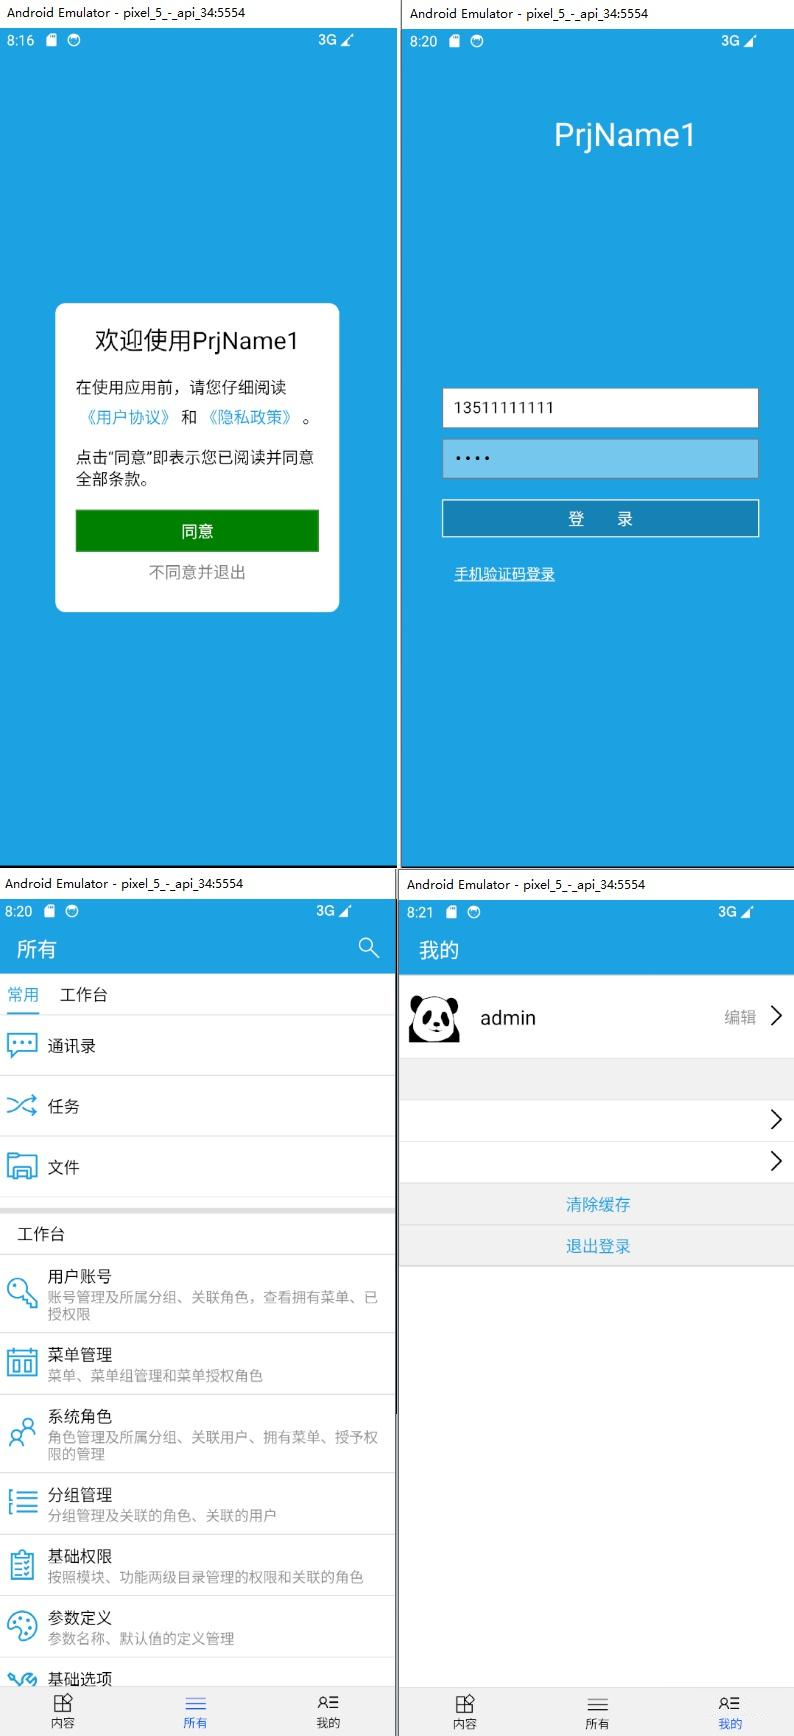 Android Emulator - pixel_5_-_api_34:5554
8:16
3G
欢迎使用PrjName1
在使用应用前，请您仔细阅读
《用户协议》 和 《隐私政策》 。
点击“同意”即表示您已阅读并同意
全部条款。
同意
不同意并退出
Android Emulator - pixel_5_-_api_34:5554
8:20
3G
PrjName1
13511111111
••••
登 录
手机验证码登录
Android Emulator - pixel_5_-_api_34:5554
8:20
3G
所有
常用 工作台
通讯录
任务
文件
工作台
用户账号
账号管理及所属分组、关联角色，查看拥有菜单、已
授权限
菜单管理
菜单、菜单组管理和菜单授权角色
系统角色
角色管理及所属分组、关联用户、拥有菜单、授予权
限的管理
分组管理
分组管理及关联的角色、关联的用户
基础权限
按照模块、功能两级目录管理的权限和关联的角色
参数定义
参数名称、默认值的定义管理
基础选项
内容 所有 我的
Android Emulator - pixel_5_-_api_34:5554
8:21
3G
我的
admin
编辑
清除缓存
退出登录
内容 所有 我的